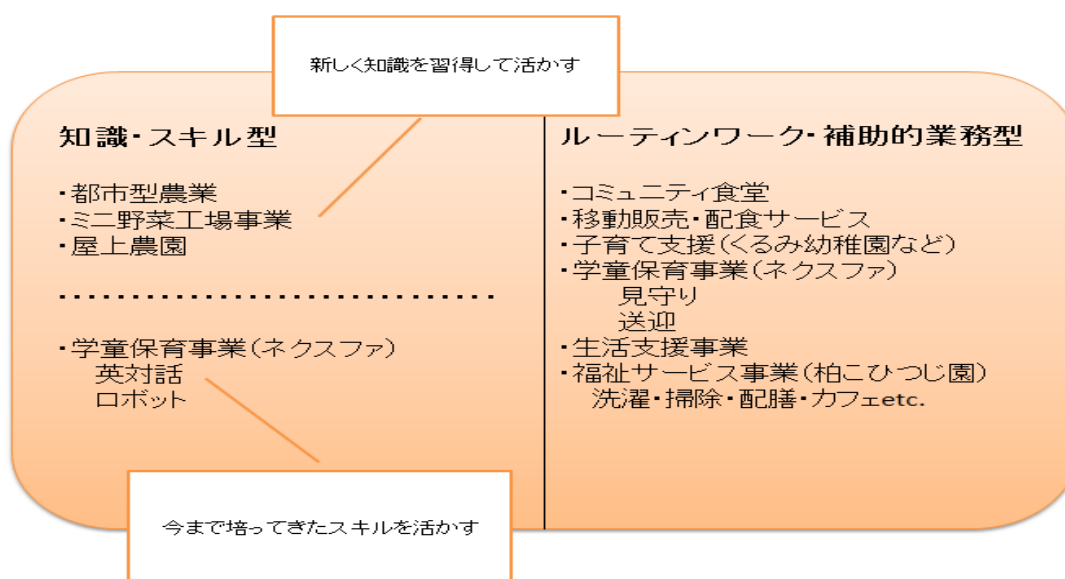 新しく知識を習得して活かす
知識・スキル型
・都市型農業
・ミニ野菜工場事業
・屋上農園
・・・・・・・・・・・・・・・・・・・・・・・・・・・・・・
・学童保育事業(ネクスファ)
英対話
ロボット
今まで培ってきたスキルを活かす
ルーティンワーク・補助的業務型
・コミュニティ食堂
・移動販売・配食サービス
・子育て支援(くるみ幼稚園など)
・学童保育事業(ネクスファ)
見守り
送迎
・生活支援事業
・福祉サービス事業(柏こひつじ園)
洗濯・掃除・配膳・カフェetc.